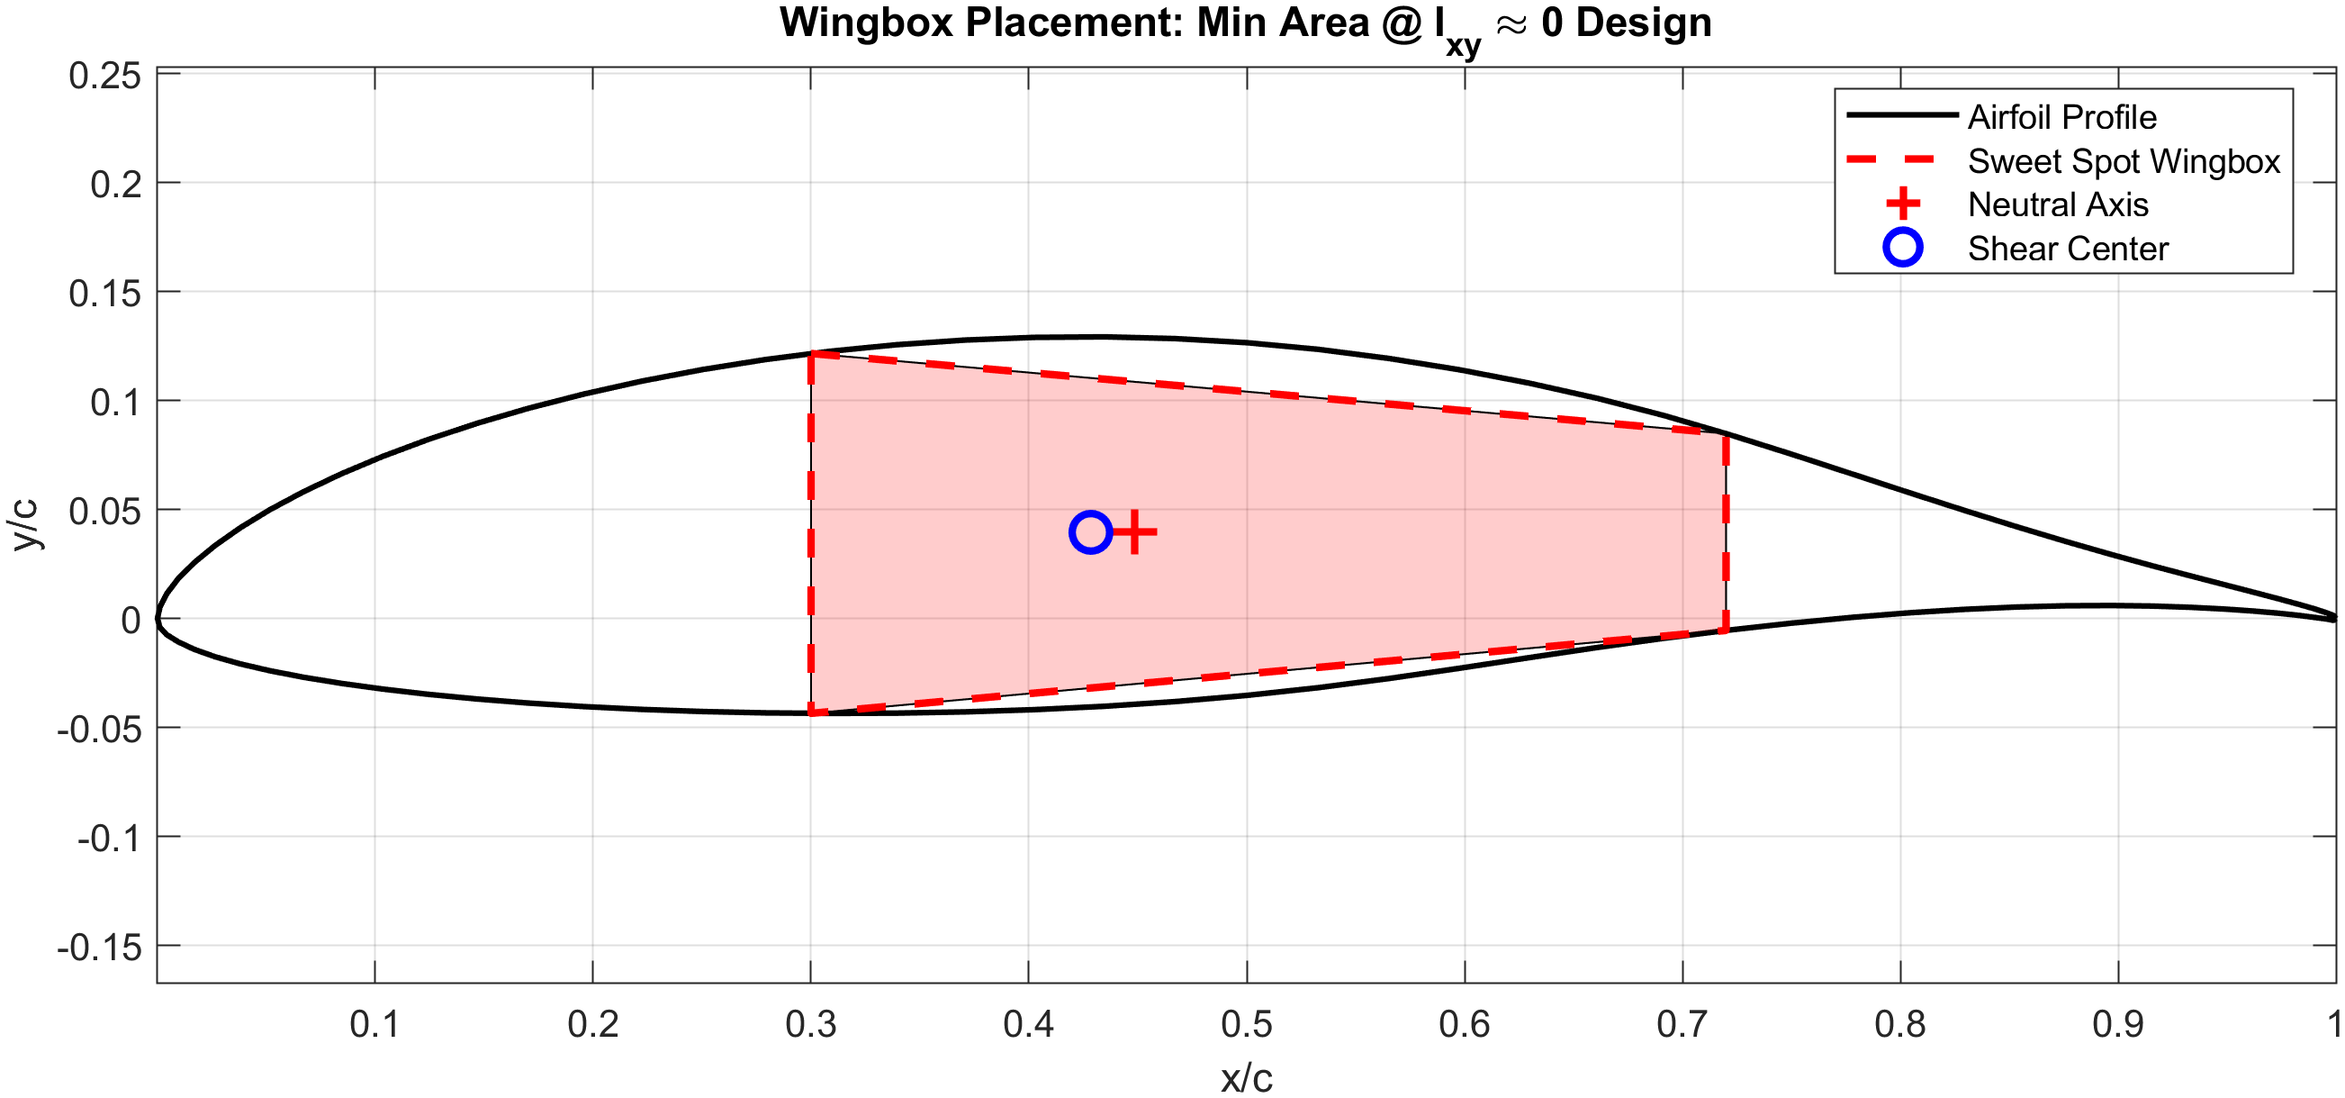 Wingbox Placement: Min Area @ I_xy ≈ 0 Design
0.25
0.2
0.15
0.1
0.05
0
-0.05
-0.1
-0.15
y/c
Airfoil Profile
Sweet Spot Wingbox
Neutral Axis
Shear Center
0.1 0.2 0.3 0.4 0.5 0.6 0.7 0.8 0.9 1
x/c